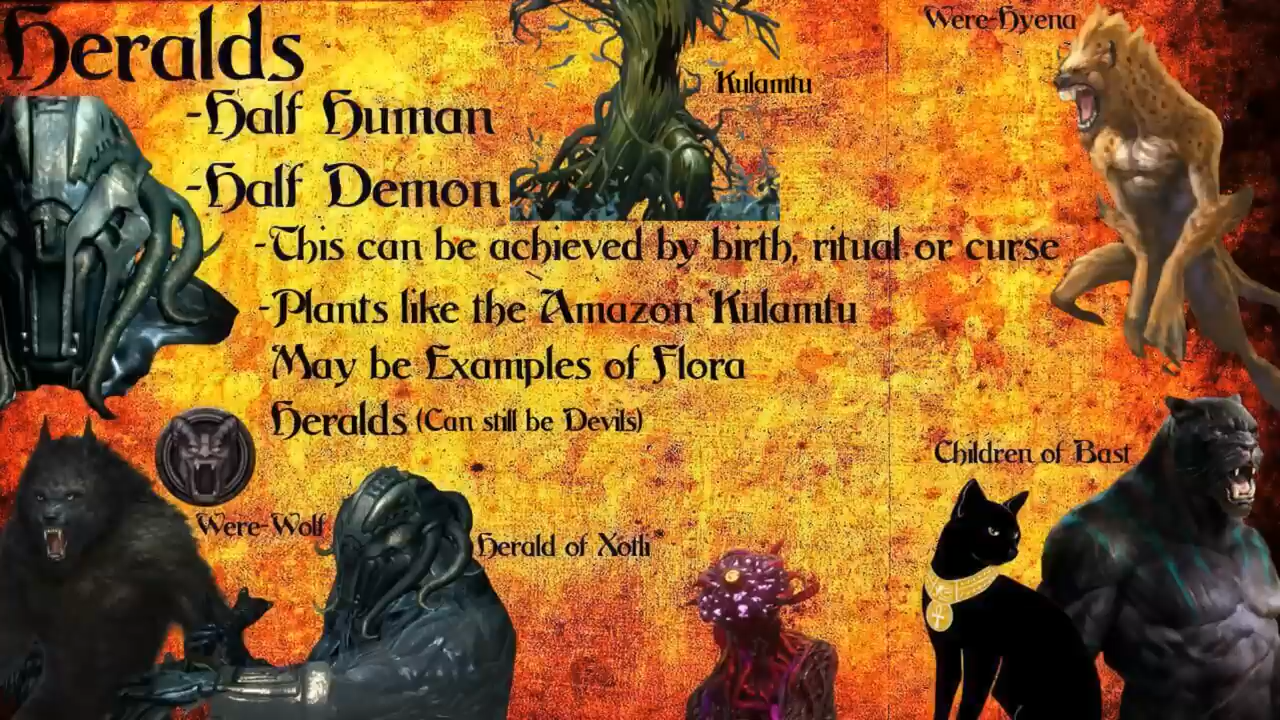 Heralds
-Half Human
-Half Demon
-This can be achieved by birth, ritual or curse
-Plants like the Amazon Kulamtu
May be Examples of Flora
Heralds (Can still be Devils)
Kulamtu
Were-Hyena
Were-Wolf
Herald of Xoth
Children of Bast